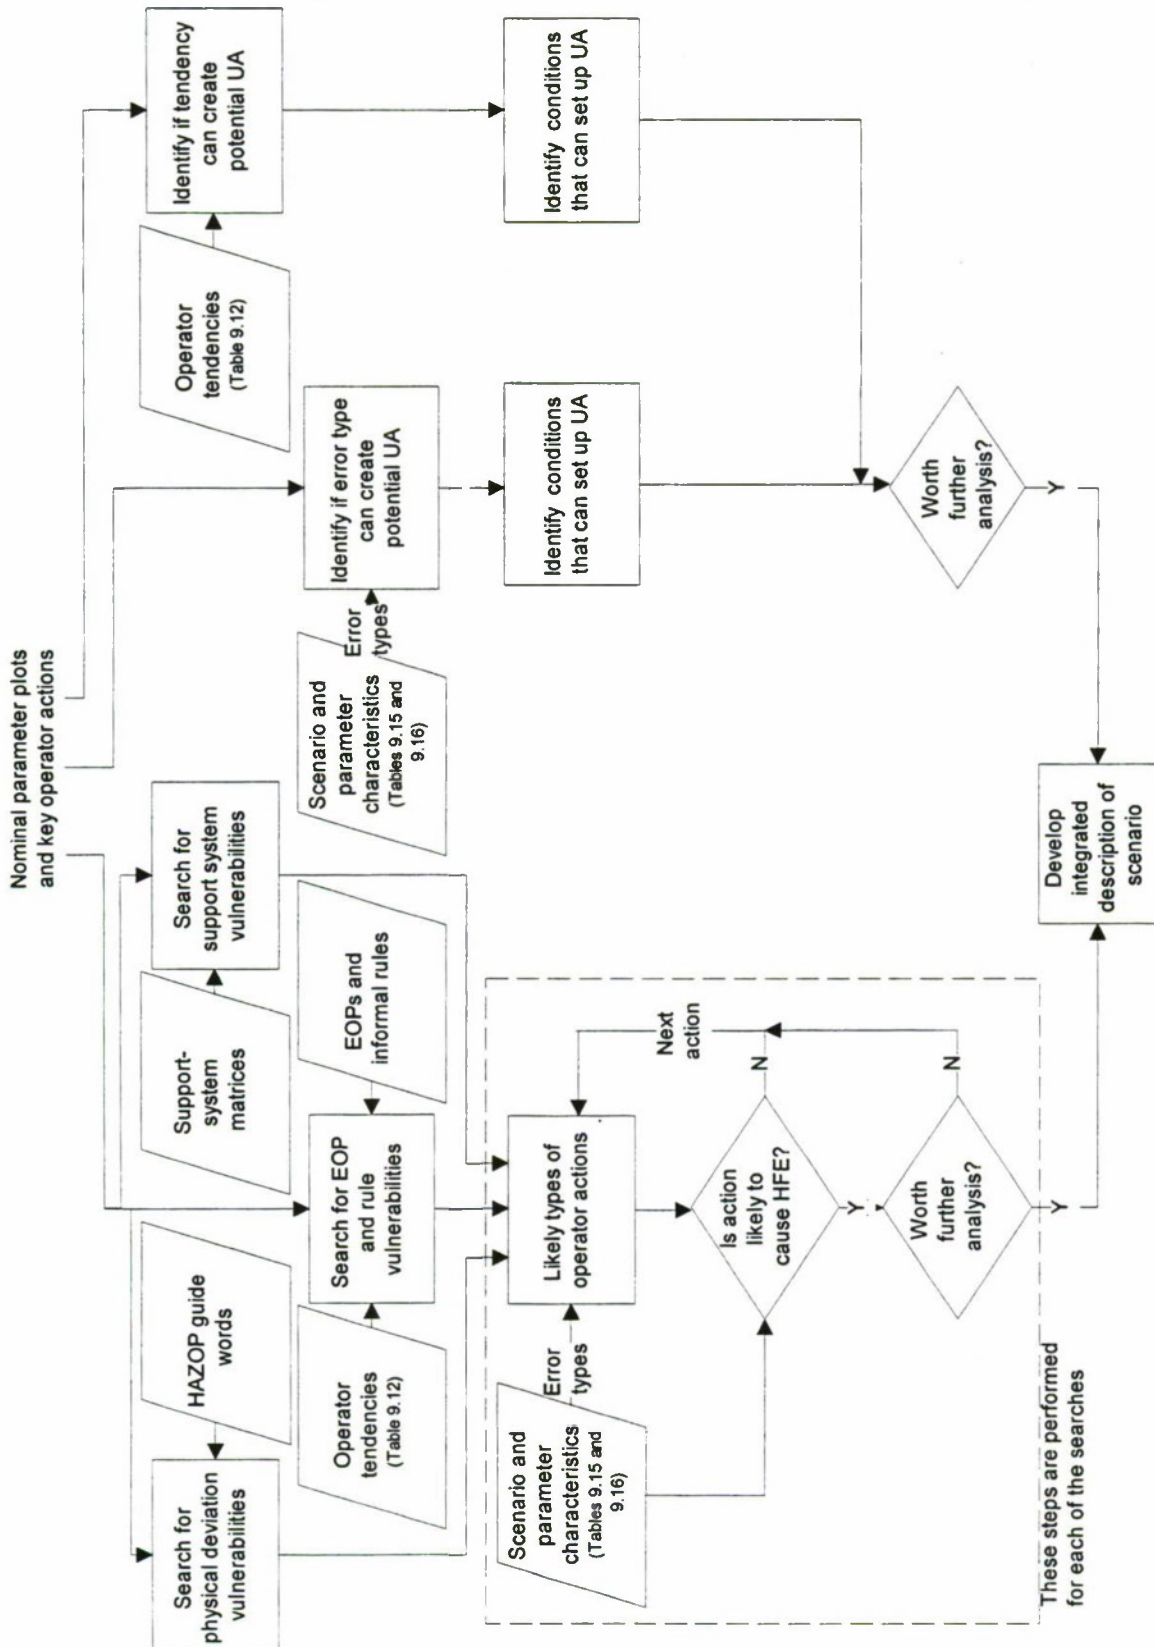 Nominal parameter plots
and key operator actions
Search for
physical deviation
vulnerabilities
HAZOP guide
words
Support-
system
matrices
Search for
support system
vulnerabilities
Operator
tendencies
(Table 9.12)
Identify if tendency
can create
potential UA
Operator
tendencies
(Table 9.12)
Search for EOP
and rule
vulnerabilities
EOPs and
informal rules
Scenario and
parameter
characteristics
(Tables 9.15 and
9.16)
Error
types
Identify if error type
can create
potential UA
Scenario and
parameter
characteristics
(Tables 9.15 and
9.16)
Error
types
Likely types of
operator actions
Next
action
Identify conditions
that can set up UA
Identify conditions
that can set up UA
Is action
likely to
cause HFE?
N
Y
Worth
further
analysis?
N
Y
Worth
further
analysis?
Y
These steps are performed
for each of the searches
Develop
integrated
description of
scenario